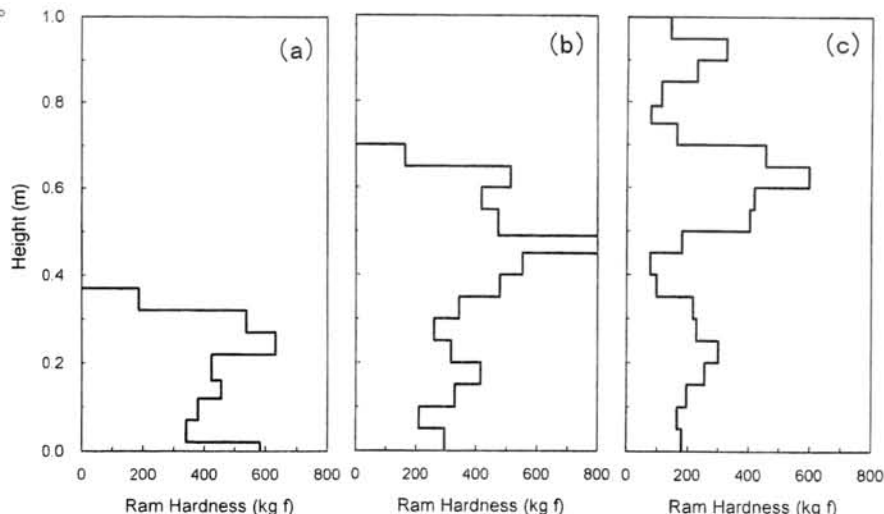 (a) (b) (c)
1.0
0.8
0.6
0.4
0.2
0.0
Height (m)
0 200 400 600 800
0 200 400 600 800
0 200 400 600 800
Ram Hardness (kg f) Ram Hardness (kg f) Ram Hardness (kg f)